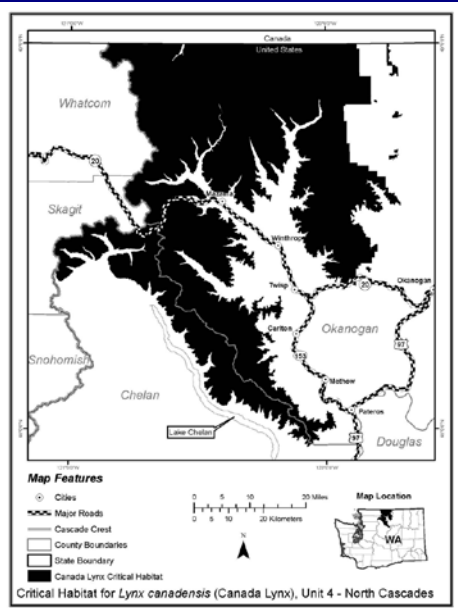 Canada
United States
Whatcom
20
Skagit
Mazama
Winthrop
Twisp
20
Okanogan
Carlton
Okanogan
153
97
Snohomish
Methow
Chelan
Pateros
Lake Chelan
97
Douglas
Map Features
Cities
Major Roads
Cascade Crest
County Boundaries
State Boundary
Canada Lynx Critical Habitat
0 5 10 20 Miles
0 5 10 20 Kilometers
N
Map Location
WA
Critical Habitat for Lynx canadensis (Canada Lynx), Unit 4 - North Cascades